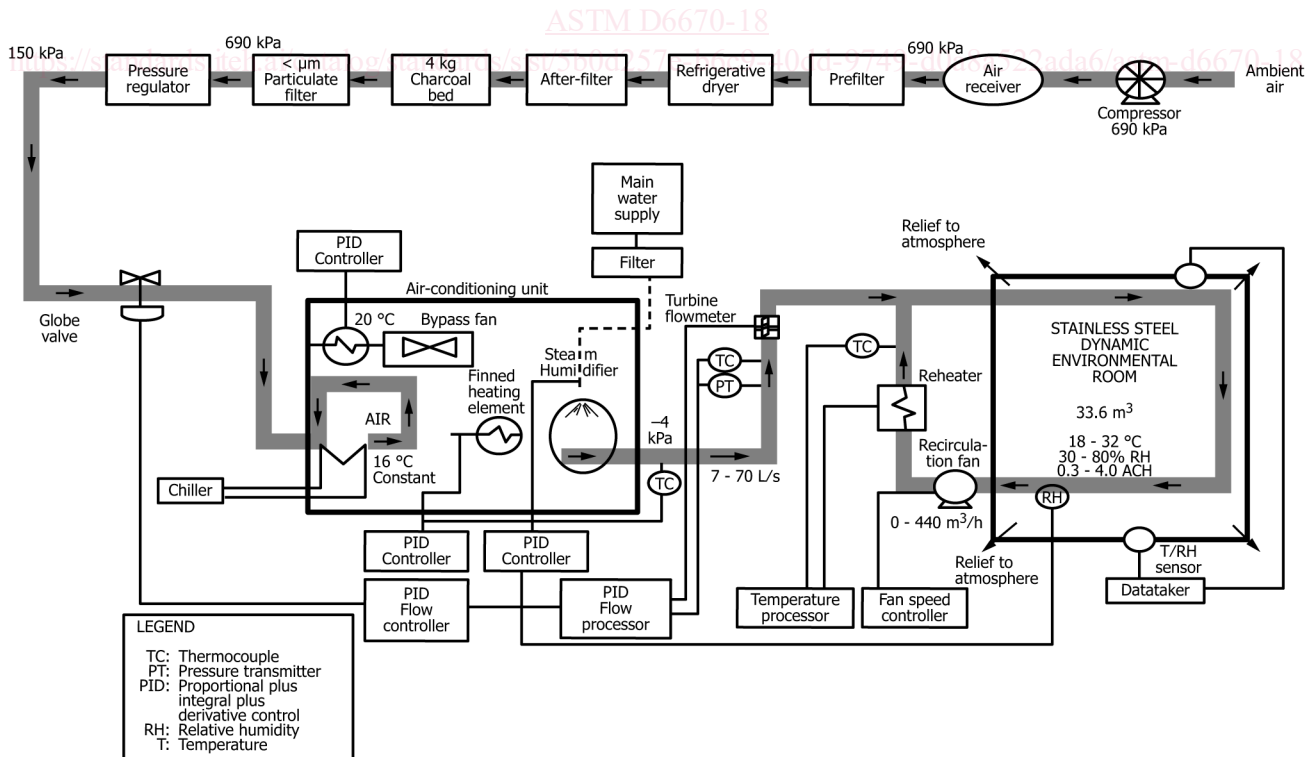 ASTM D6670-18
150 kPa
Pressure
regulator
690 kPa
< µm
Particulate
filter
4 kg
Charcoal
bed
After-filter
Refrigerative
dryer
Prefilter
690 kPa
Air
receiver
Compressor
690 kPa
Ambient
air
Main
water
supply
Filter
PID
Controller
Air-conditioning unit
Globe
valve
20 °C
Bypass fan
Steam
Humidifier
Finned
heating
element
AIR
16 °C
Constant
Chiller
–4
kPa
TC
7 - 70 L/s
Turbine
flowmeter
TC
PT
TC
Reheater
Recircula-
tion fan
0 - 440 m³/h
Relief to
atmosphere
STAINLESS STEEL
DYNAMIC
ENVIRONMENTAL
ROOM
33.6 m³
18 - 32 °C
30 - 80% RH
0.3 - 4.0 ACH
RH
Relief to
atmosphere
T/RH
sensor
Datataker
PID
Controller
PID
Controller
PID
Flow
controller
PID
Flow
processor
Temperature
processor
Fan speed
controller
LEGEND
TC: Thermocouple
PT: Pressure transmitter
PID: Proportional plus
integral plus
derivative control
RH: Relative humidity
T: Temperature